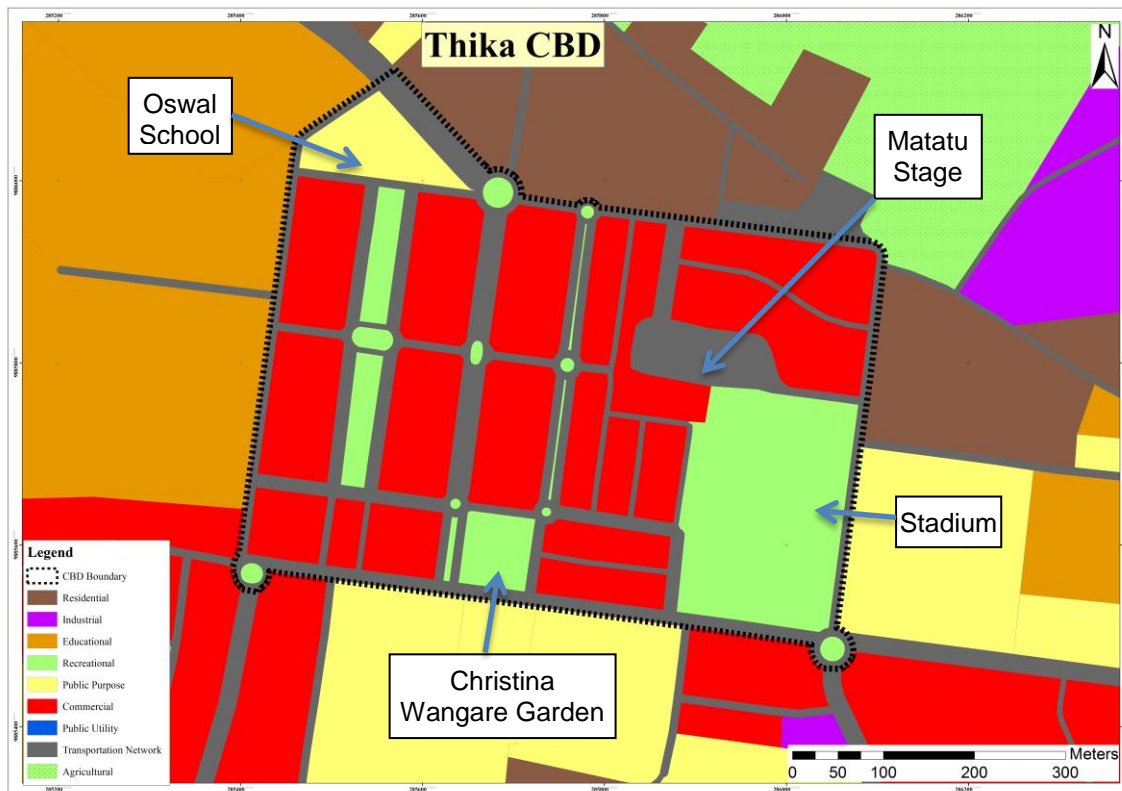 Thika CBD
N
Oswal
School
Matatu
Stage
Stadium
Christina
Wangare Garden
Legend
CBD Boundary
Residential
Industrial
Educational
Recreational
Public Purpose
Commercial
Public Utility
Transportation Network
Agricultural
Meters
0 50 100 200 300